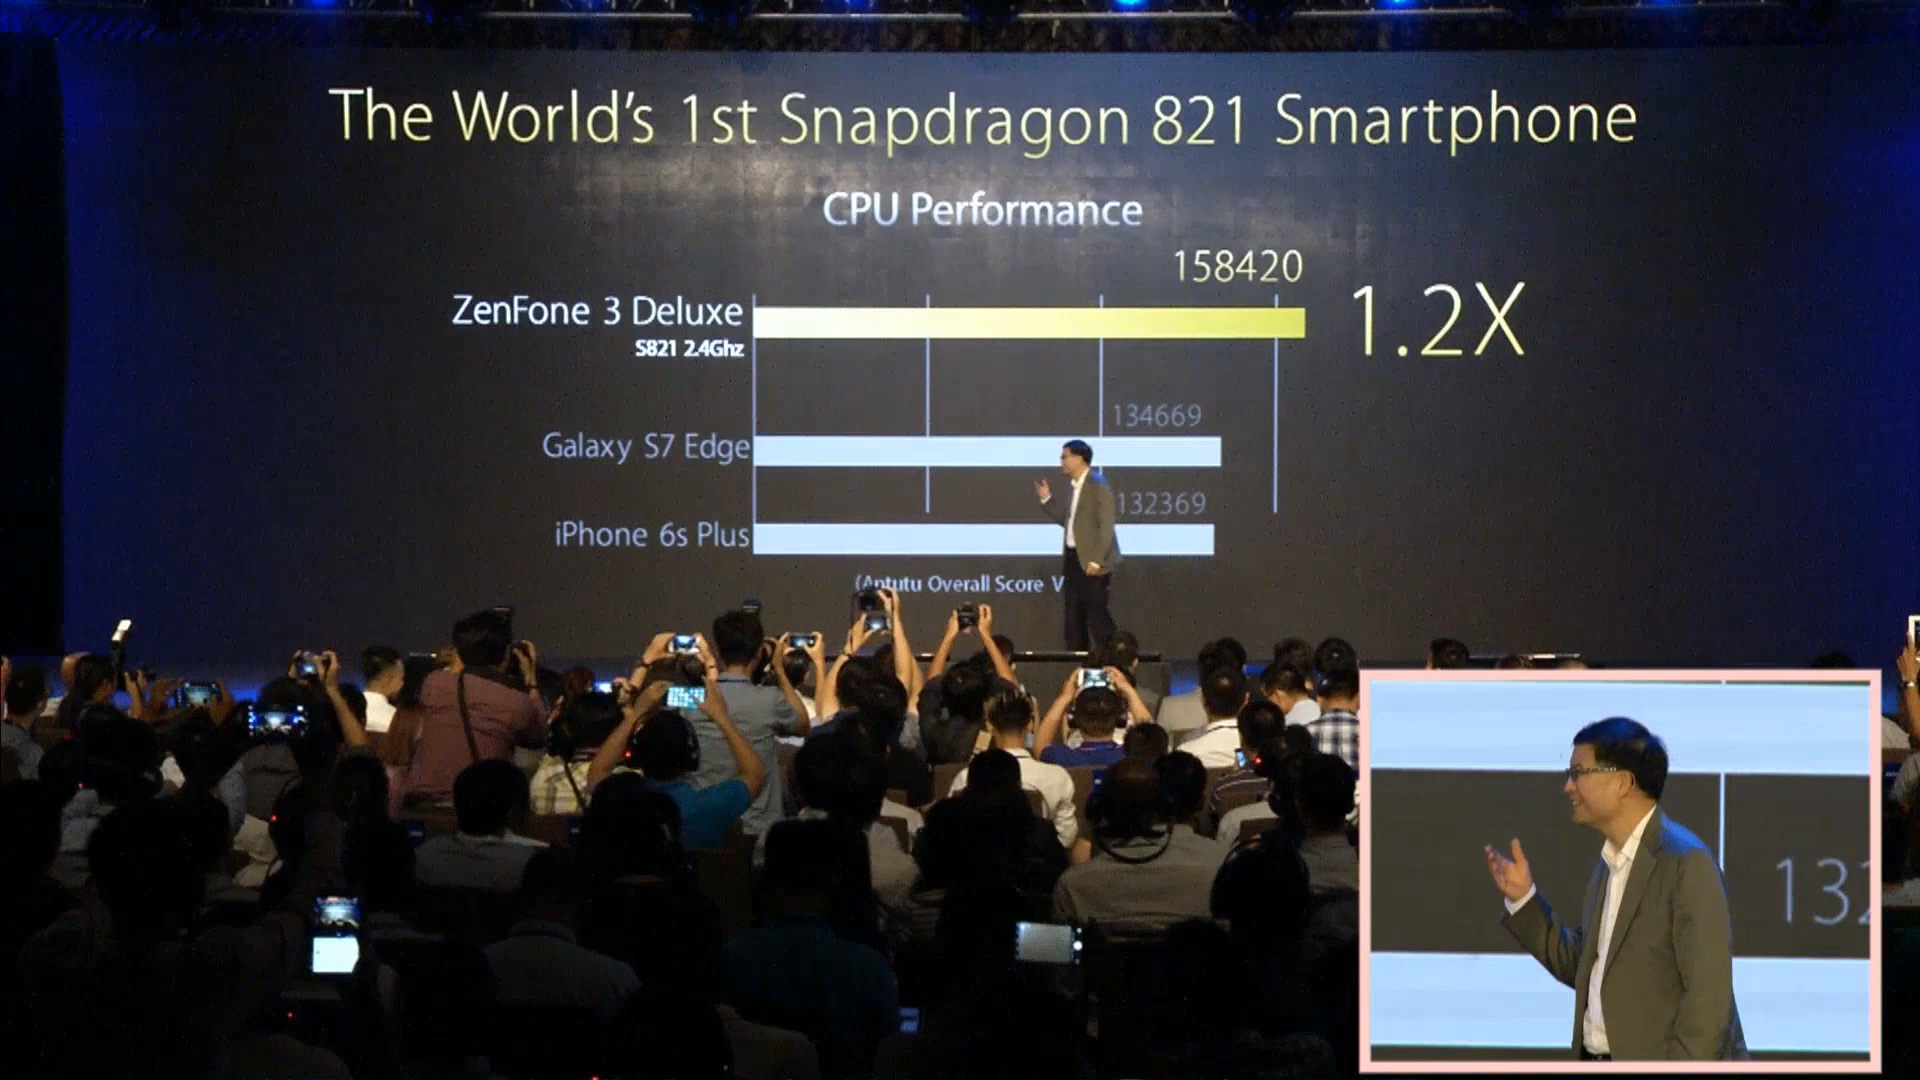 The World's 1st Snapdragon 821 Smartphone
CPU Performance
158420
ZenFone 3 Deluxe
1.2X
S821 2.4Ghz
134669
Galaxy S7 Edge
132369
iPhone 6s Plus
(Antutu Overall Score V
132